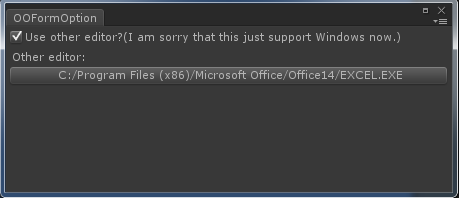 OOFormOption
Use other editor?(I am sorry that this just support Windows now.)
Other editor:
C:/Program Files (x86)/Microsoft Office/Office14/EXCEL.EXE